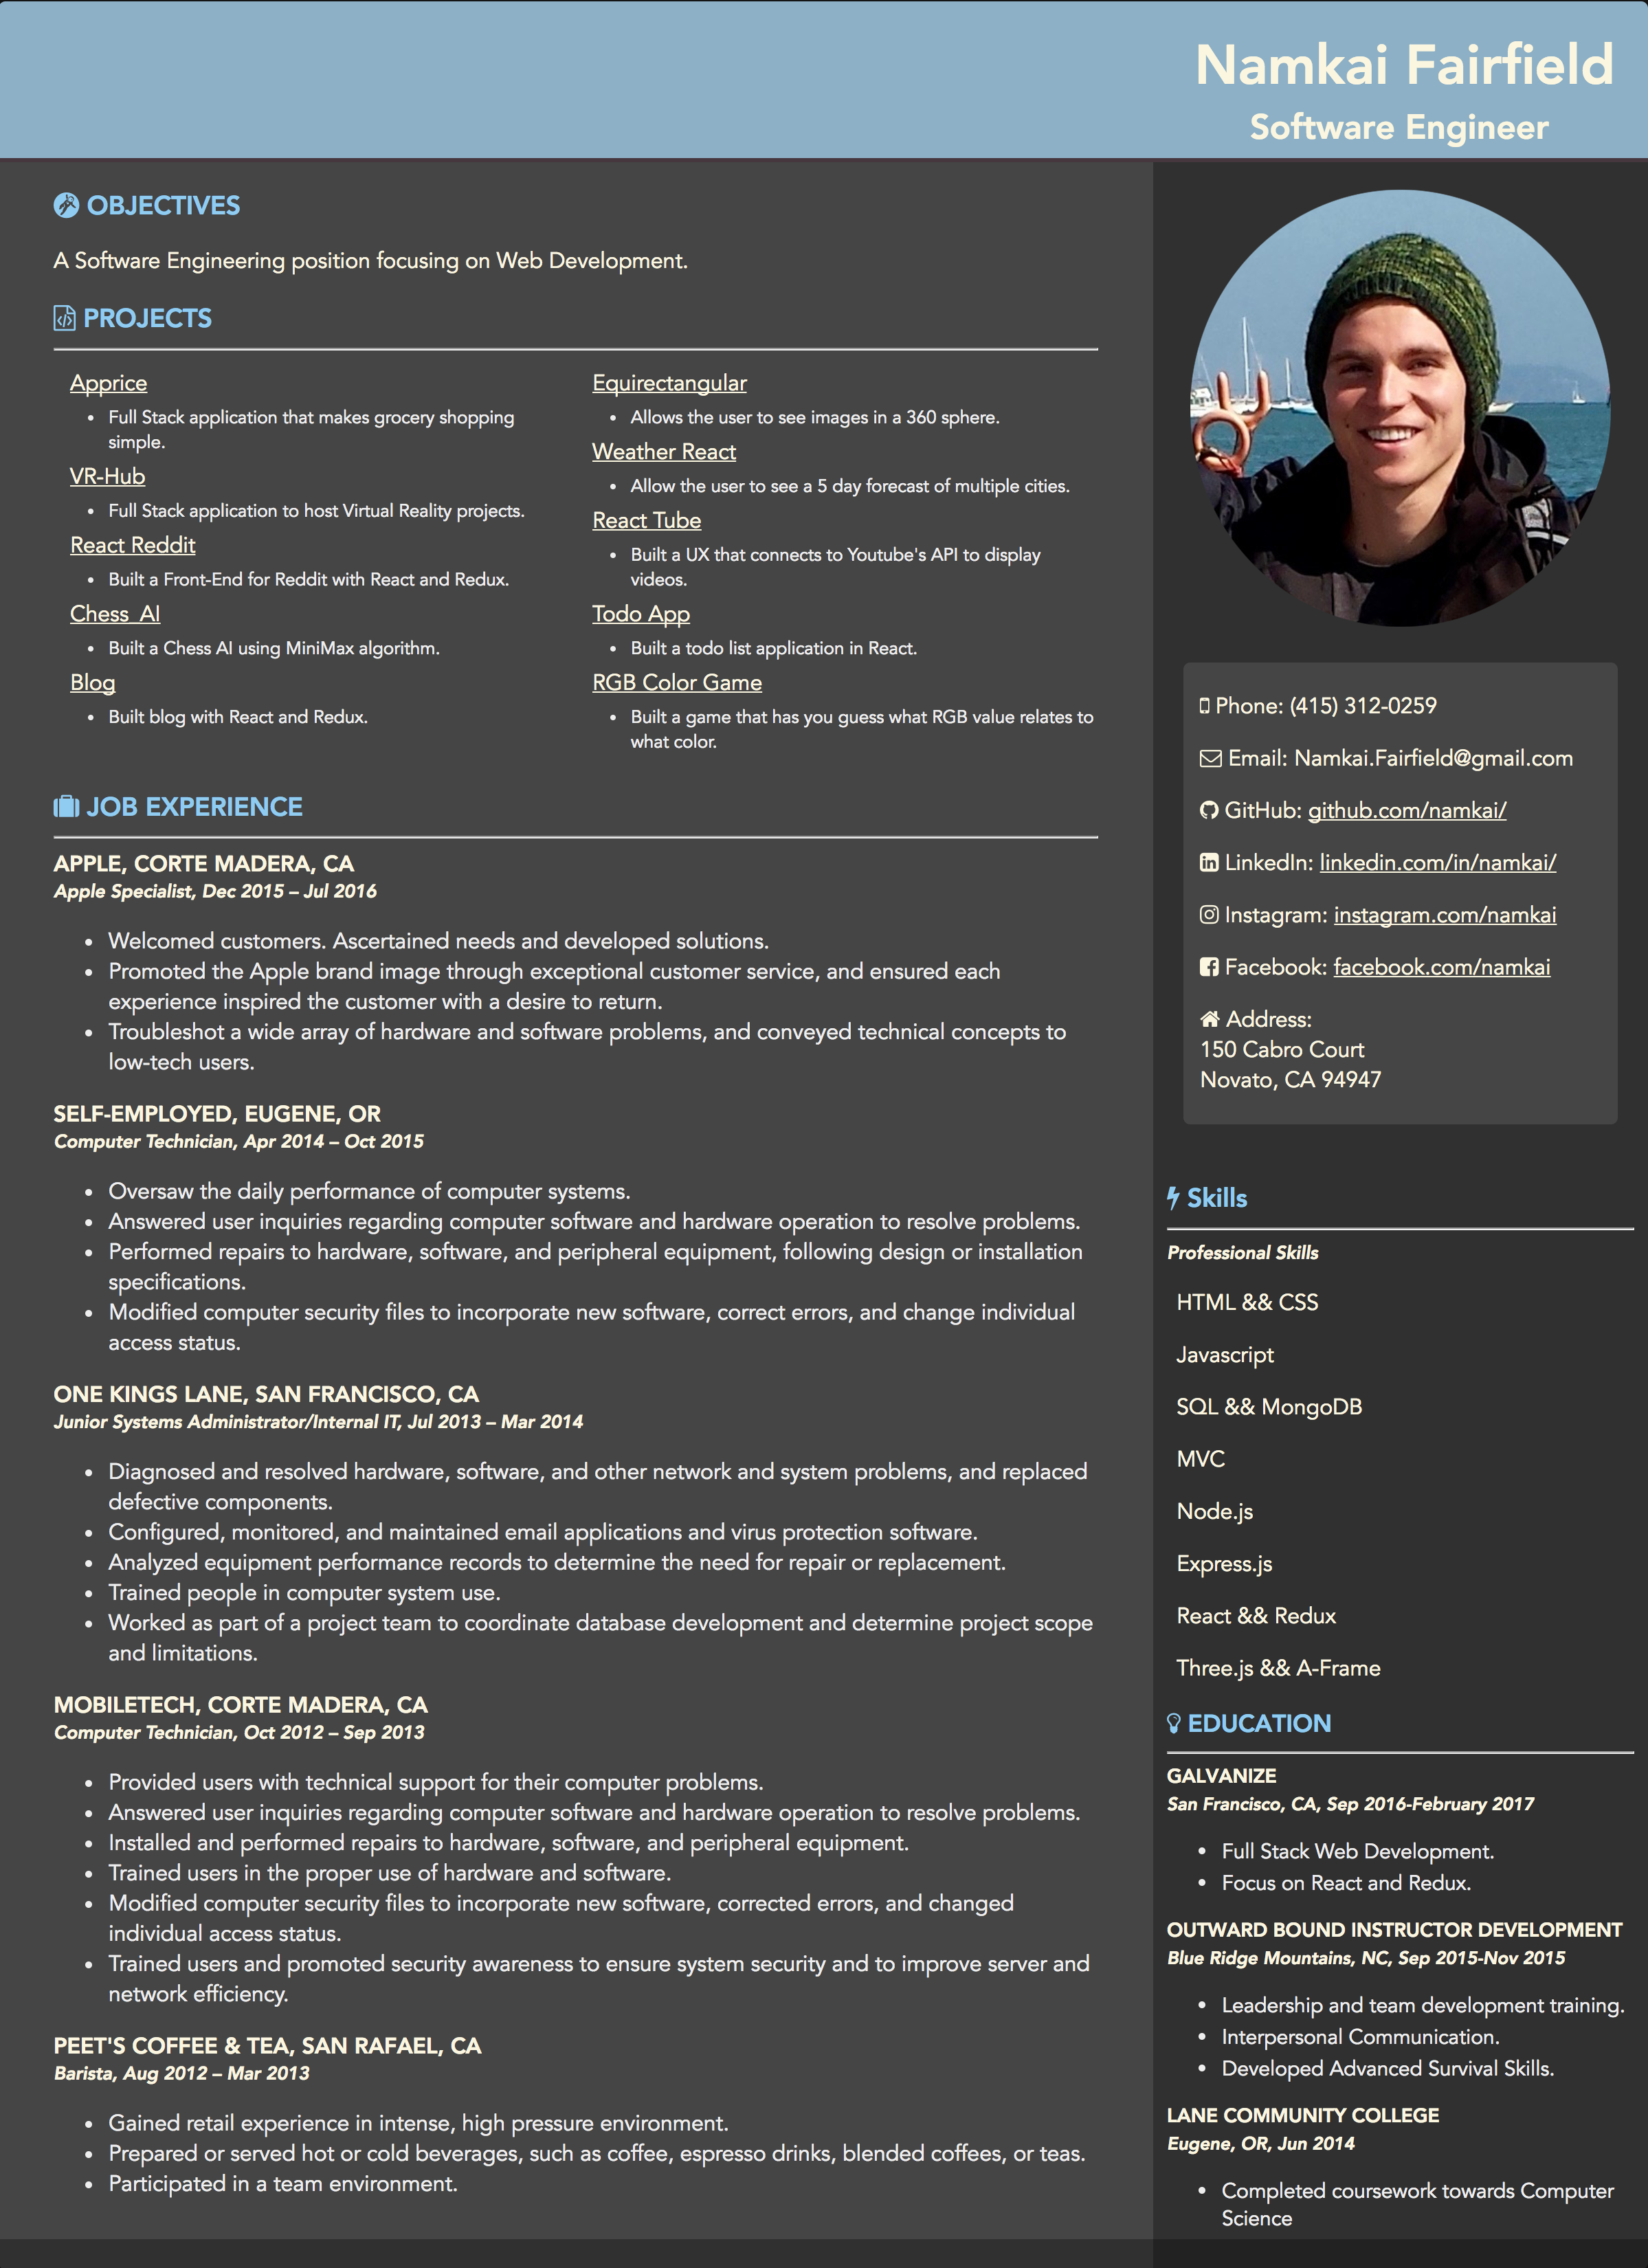 Namkai Fairfield
Software Engineer
OBJECTIVES
A Software Engineering position focusing on Web Development.
PROJECTS
Apprice
• Full Stack application that makes grocery shopping
simple.
VR-Hub
• Full Stack application to host Virtual Reality projects.
React Reddit
• Built a Front-End for Reddit with React and Redux.
Chess_AI
• Built a Chess AI using MiniMax algorithm.
Blog
• Built blog with React and Redux.
Equirectangular
• Allows the user to see images in a 360 sphere.
Weather React
• Allow the user to see a 5 day forecast of multiple cities.
React Tube
• Built a UX that connects to Youtube's API to display
videos.
Todo App
• Built a todo list application in React.
RGB Color Game
• Built a game that has you guess what RGB value relates to
what color.
JOB EXPERIENCE
APPLE, CORTE MADERA, CA
Apple Specialist, Dec 2015 – Jul 2016
• Welcomed customers. Ascertained needs and developed solutions.
• Promoted the Apple brand image through exceptional customer service, and ensured each
experience inspired the customer with a desire to return.
• Troubleshot a wide array of hardware and software problems, and conveyed technical concepts to
low-tech users.
SELF-EMPLOYED, EUGENE, OR
Computer Technician, Apr 2014 – Oct 2015
• Oversaw the daily performance of computer systems.
• Answered user inquiries regarding computer software and hardware operation to resolve problems.
• Performed repairs to hardware, software, and peripheral equipment, following design or installation
specifications.
• Modified computer security files to incorporate new software, correct errors, and change individual
access status.
ONE KINGS LANE, SAN FRANCISCO, CA
Junior Systems Administrator/Internal IT, Jul 2013 – Mar 2014
• Diagnosed and resolved hardware, software, and other network and system problems, and replaced
defective components.
• Configured, monitored, and maintained email applications and virus protection software.
• Analyzed equipment performance records to determine the need for repair or replacement.
• Trained people in computer system use.
• Worked as part of a project team to coordinate database development and determine project scope
and limitations.
MOBILETECH, CORTE MADERA, CA
Computer Technician, Oct 2012 – Sep 2013
• Provided users with technical support for their computer problems.
• Answered user inquiries regarding computer software and hardware operation to resolve problems.
• Installed and performed repairs to hardware, software, and peripheral equipment.
• Trained users in the proper use of hardware and software.
• Modified computer security files to incorporate new software, corrected errors, and changed
individual access status.
• Trained users and promoted security awareness to ensure system security and to improve server and
network efficiency.
PEET'S COFFEE & TEA, SAN RAFAEL, CA
Barista, Aug 2012 – Mar 2013
• Gained retail experience in intense, high pressure environment.
• Prepared or served hot or cold beverages, such as coffee, espresso drinks, blended coffees, or teas.
• Participated in a team environment.
Phone: (415) 312-0259
Email: Namkai.Fairfield@gmail.com
GitHub: github.com/namkai/
LinkedIn: linkedin.com/in/namkai/
Instagram: instagram.com/namkai
Facebook: facebook.com/namkai
Address:
150 Cabro Court
Novato, CA 94947
Skills
Professional Skills
HTML && CSS
Javascript
SQL && MongoDB
MVC
Node.js
Express.js
React && Redux
Three.js && A-Frame
EDUCATION
GALVANIZE
San Francisco, CA, Sep 2016-February 2017
• Full Stack Web Development.
• Focus on React and Redux.
OUTWARD BOUND INSTRUCTOR DEVELOPMENT
Blue Ridge Mountains, NC, Sep 2015-Nov 2015
• Leadership and team development training.
• Interpersonal Communication.
• Developed Advanced Survival Skills.
LANE COMMUNITY COLLEGE
Eugene, OR, Jun 2014
• Completed coursework towards Computer
Science